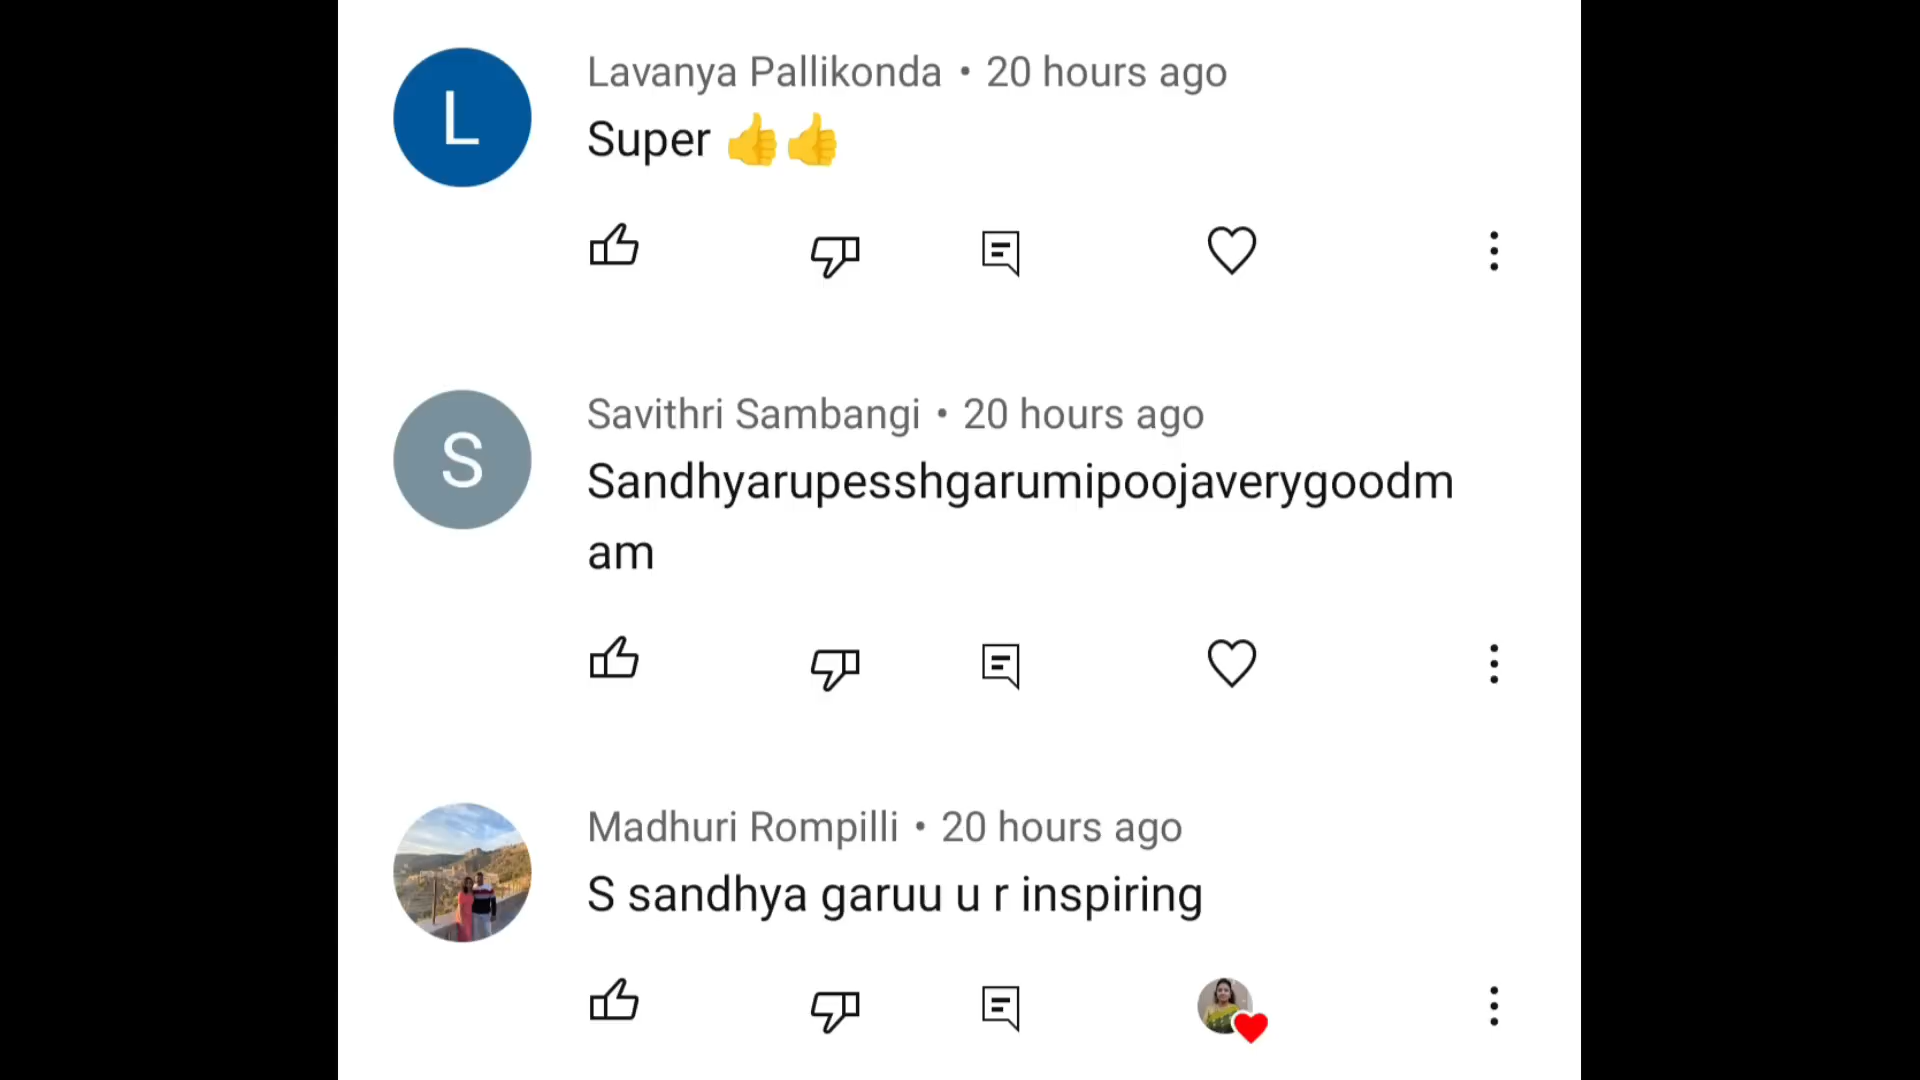 L
Lavanya Pallikonda • 20 hours ago
Super 👍👍
S
Savithri Sambangi • 20 hours ago
Sandhyarupesshgarumipoojaverygoodm
am
Madhuri Rompilli • 20 hours ago
S sandhya garuu u r inspiring